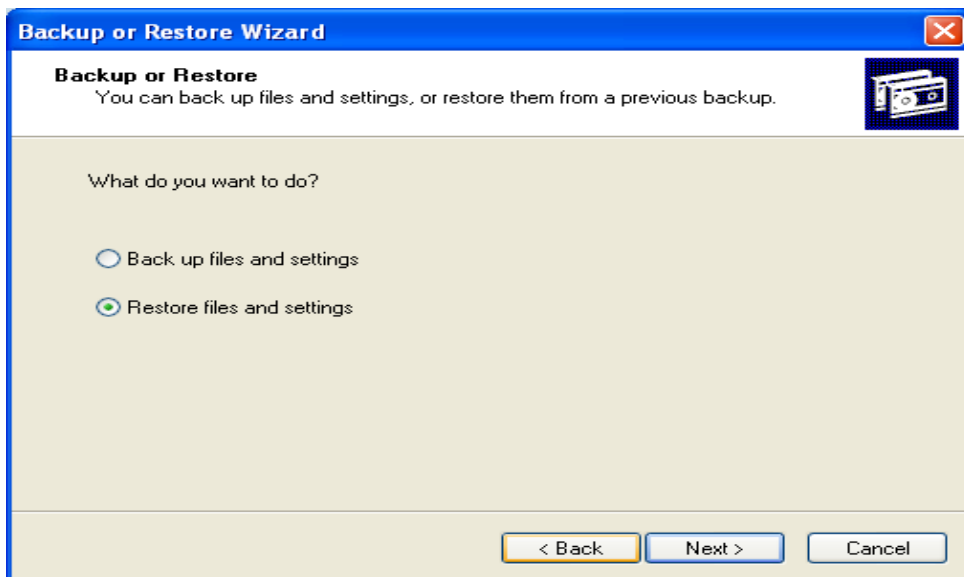 Backup or Restore Wizard
Backup or Restore
You can back up files and settings, or restore them from a previous backup.
What do you want to do?
Back up files and settings
Restore files and settings
< Back Next > Cancel